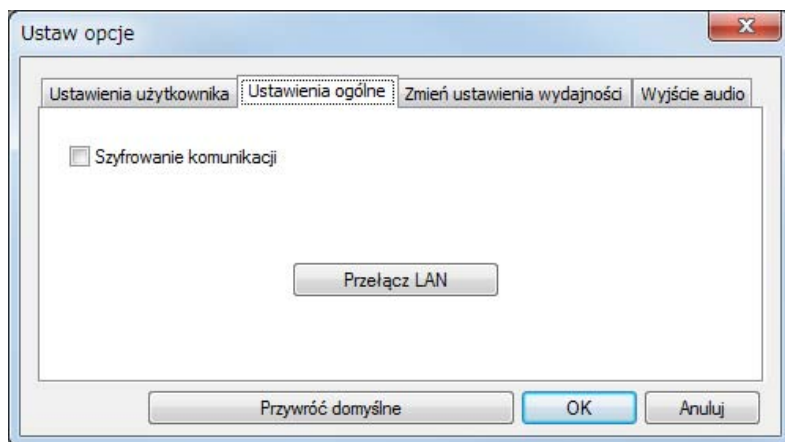 Ustaw opcje
Ustawienia użytkownika Ustawienia ogólne Zmień ustawienia wydajności Wyjście audio
Szyfrowanie komunikacji
Przełącz LAN
Przywróć domyślne OK Anuluj